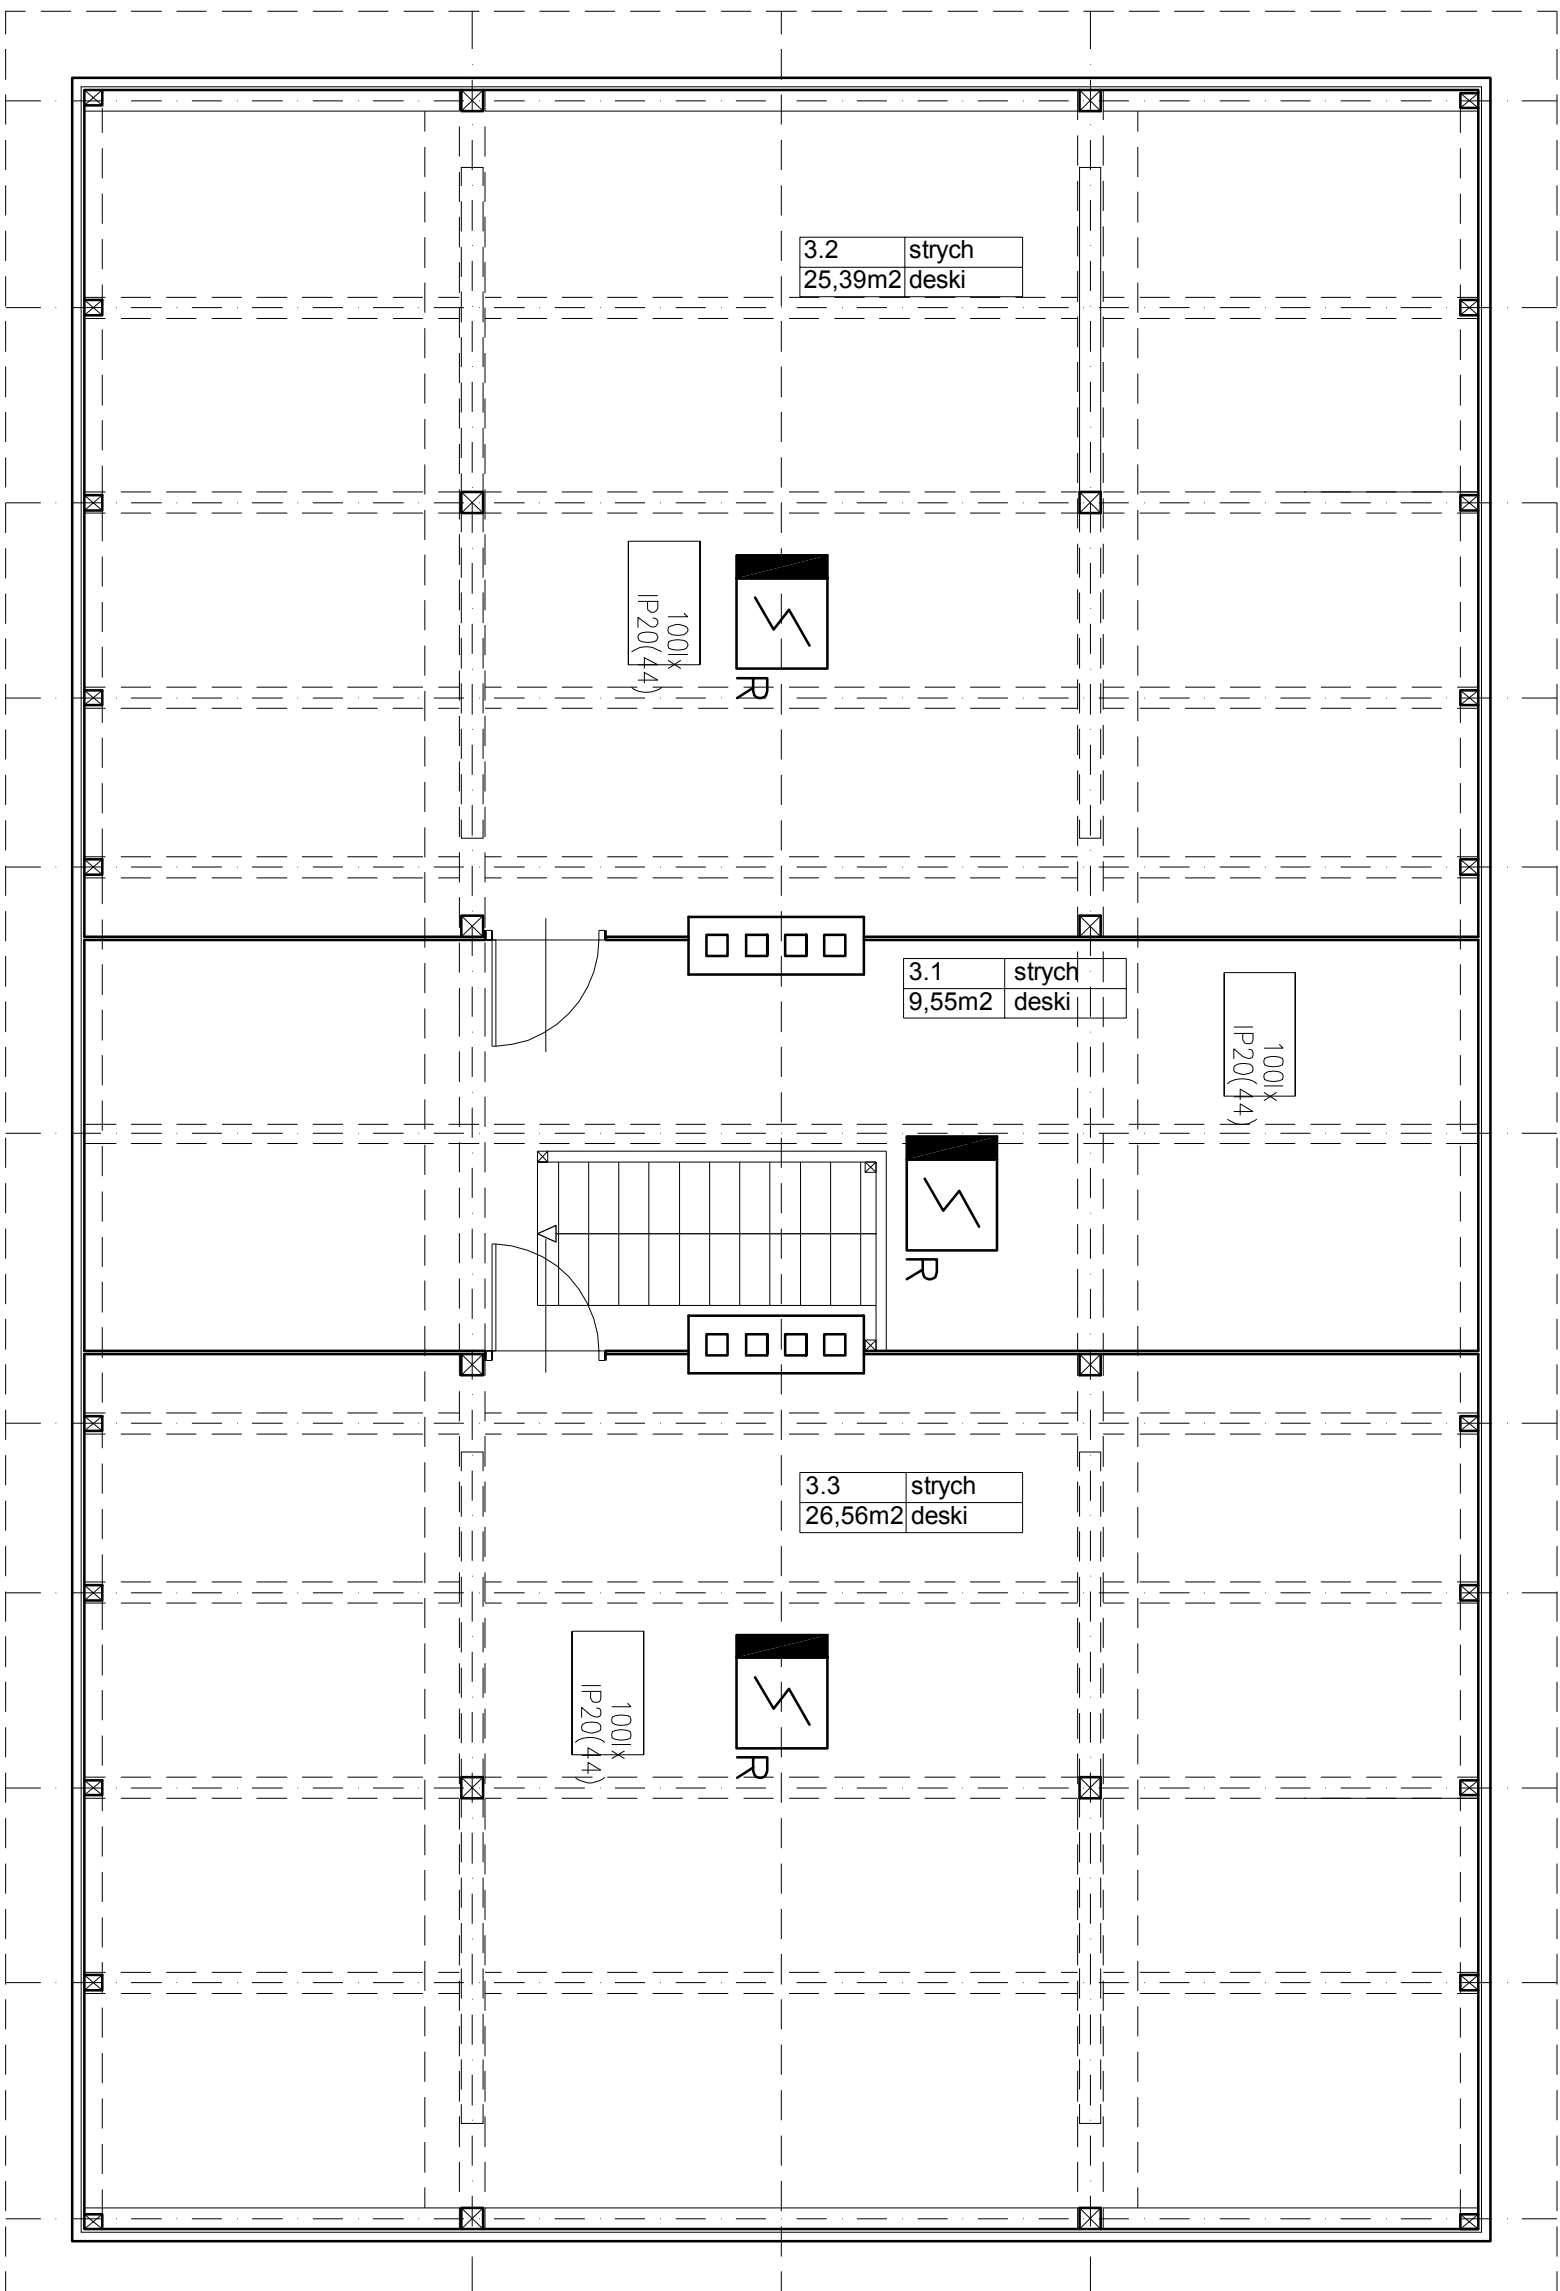 3.2 strych
25,39m2 deski
100lx
IP20(44)
R
3.1 strych
9,55m2 deski
100lx
IP20(44)
R
3.3 strych
26,56m2 deski
100lx
IP20(44)
R